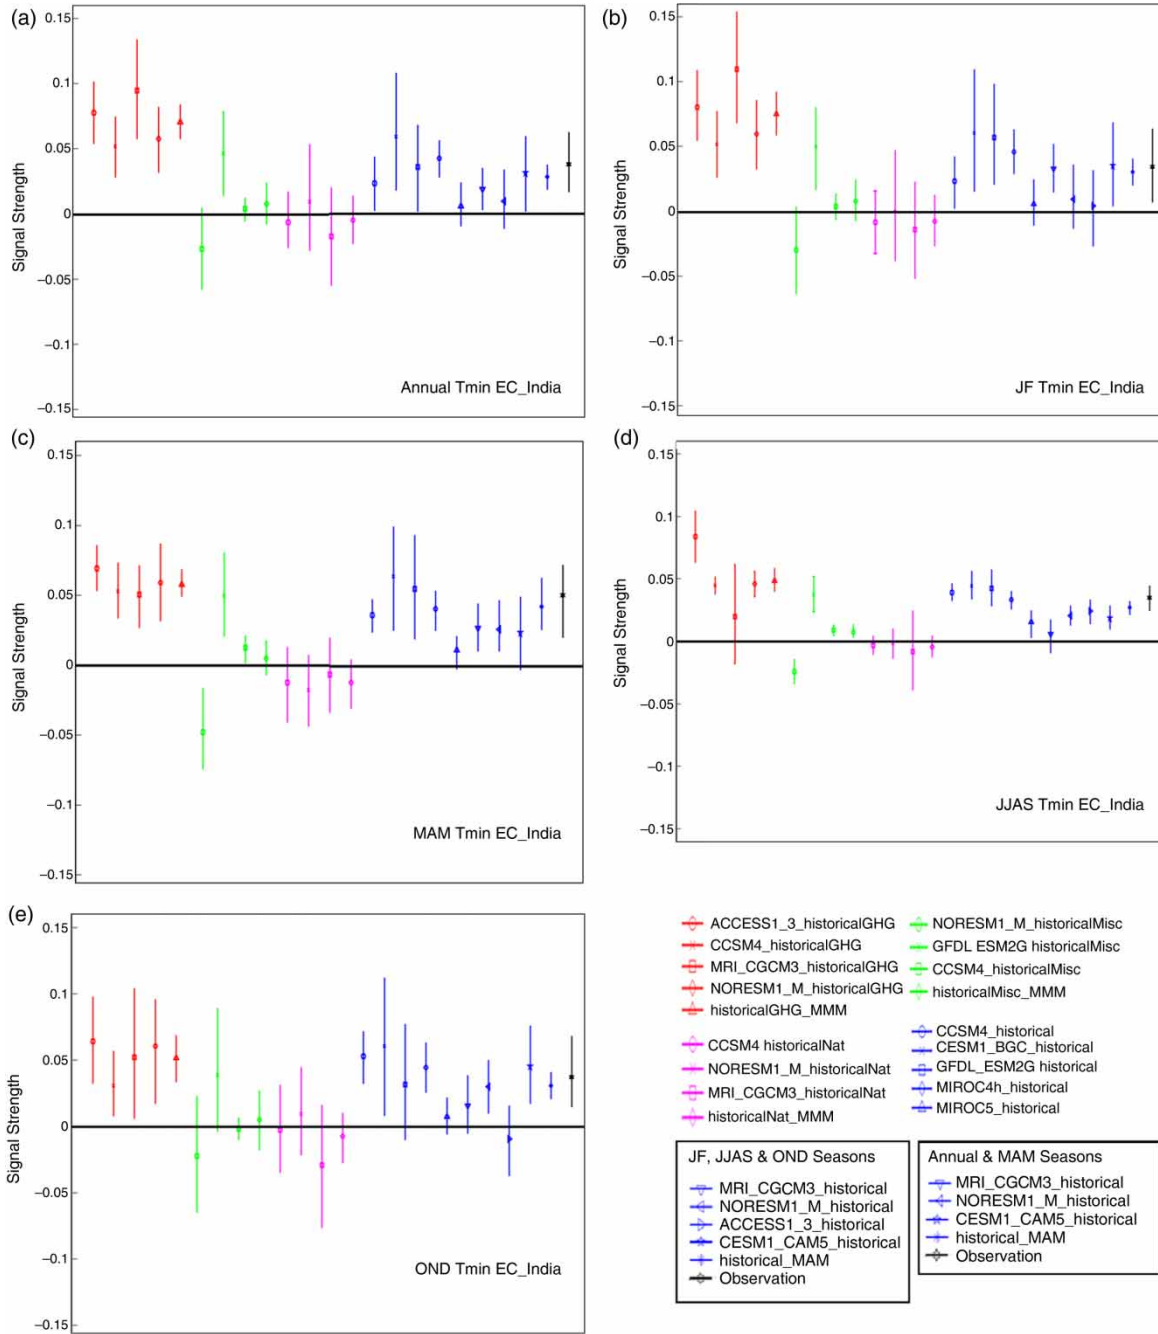 (a)
0.15
0.1
0.05
0
−0.05
−0.1
−0.15
Signal Strength
Annual Tmin EC_India
(b)
0.15
0.1
0.05
0
−0.05
−0.1
−0.15
Signal Strength
JF Tmin EC_India
(c)
0.15
0.1
0.05
0
−0.05
−0.1
−0.15
Signal Strength
MAM Tmin EC_India
(d)
0.15
0.1
0.05
0
−0.05
−0.1
−0.15
Signal Strength
JJAS Tmin EC_India
(e)
0.15
0.1
0.05
0
−0.05
−0.1
−0.15
Signal Strength
OND Tmin EC_India
ACCESS1_3_historicalGHG
CCSM4_historicalGHG
MRI_CGCM3_historicalGHG
NORESM1_M_historicalGHG
historicalGHG_MMM
NORESM1_M_historicalMisc
GFDL ESM2G historicalMisc
CCSM4_historicalMisc
historicalMisc_MMM
CCSM4 historicalNat
NORESM1_M_historicalNat
MRI_CGCM3_historicalNat
historicalNat_MMM
CCSM4_historical
CESM1_BGC_historical
GFDL_ESM2G historical
MIROC4h_historical
MIROC5_historical
JF, JJAS & OND Seasons
MRI_CGCM3_historical
NORESM1_M_historical
ACCESS1_3_historical
CESM1_CAM5_historical
historical_MAM
Observation
Annual & MAM Seasons
MRI_CGCM3_historical
NORESM1_M_historical
CESM1_CAM5_historical
historical_MAM
Observation